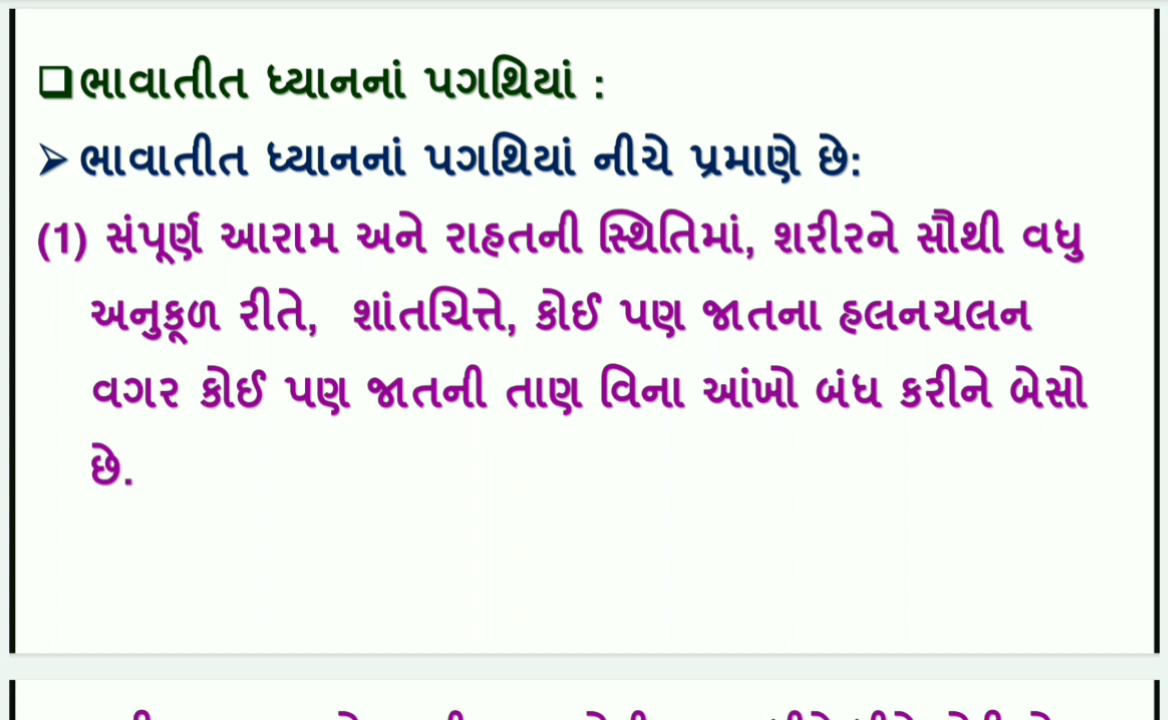 ❑ભાવાતીત ધ્યાનનાં પગથિયાં :
➢ ભાવાતીત ધ્યાનનાં પગથિયાં નીચે પ્રમાણે છે:
(1) સંપૂર્ણ આરામ અને રાહતની સ્થિતિમાં, શરીરને સૌથી વધુ
અનુકૂળ રીતે, શાંતચિત્તે, કોઈ પણ જાતના હલનચલન
વગર કોઈ પણ જાતની તાણ વિના આંખો બંધ કરીને બેસો
છે.